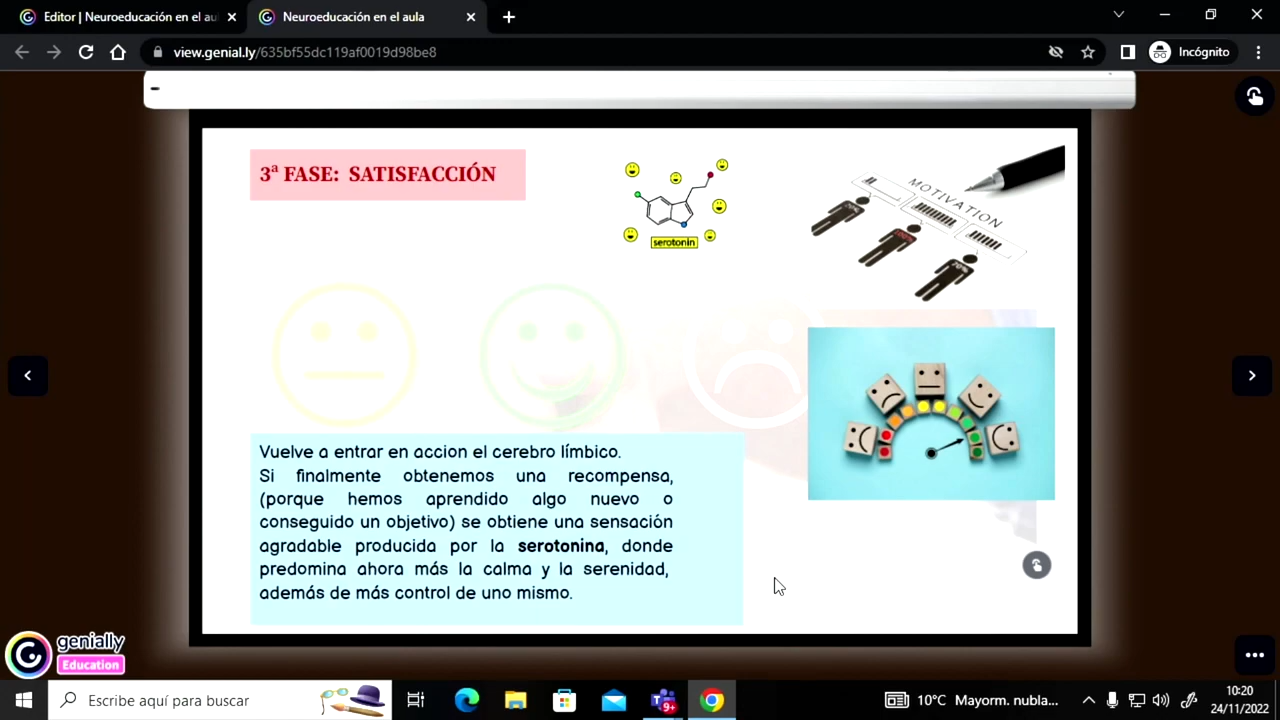 Editor | Neuroeducación en el au
Neuroeducación en el aula
view.genial.ly/635bf55dc119af0019d98be8
Incógnito
3ª FASE: SATISFACCIÓN
serotonin
MOTIVATION
100%
70%
Vuelve a entrar en accion el cerebro límbico.
Si finalmente obtenemos una recompensa,
(porque hemos aprendido algo nuevo o
conseguido un objetivo) se obtiene una sensación
agradable producida por la serotonina, donde
predomina ahora más la calma y la serenidad,
además de más control de uno mismo.
genially
Education
Escribe aquí para buscar
9+
10°C Mayorm. nubla...
10:20
24/11/2022